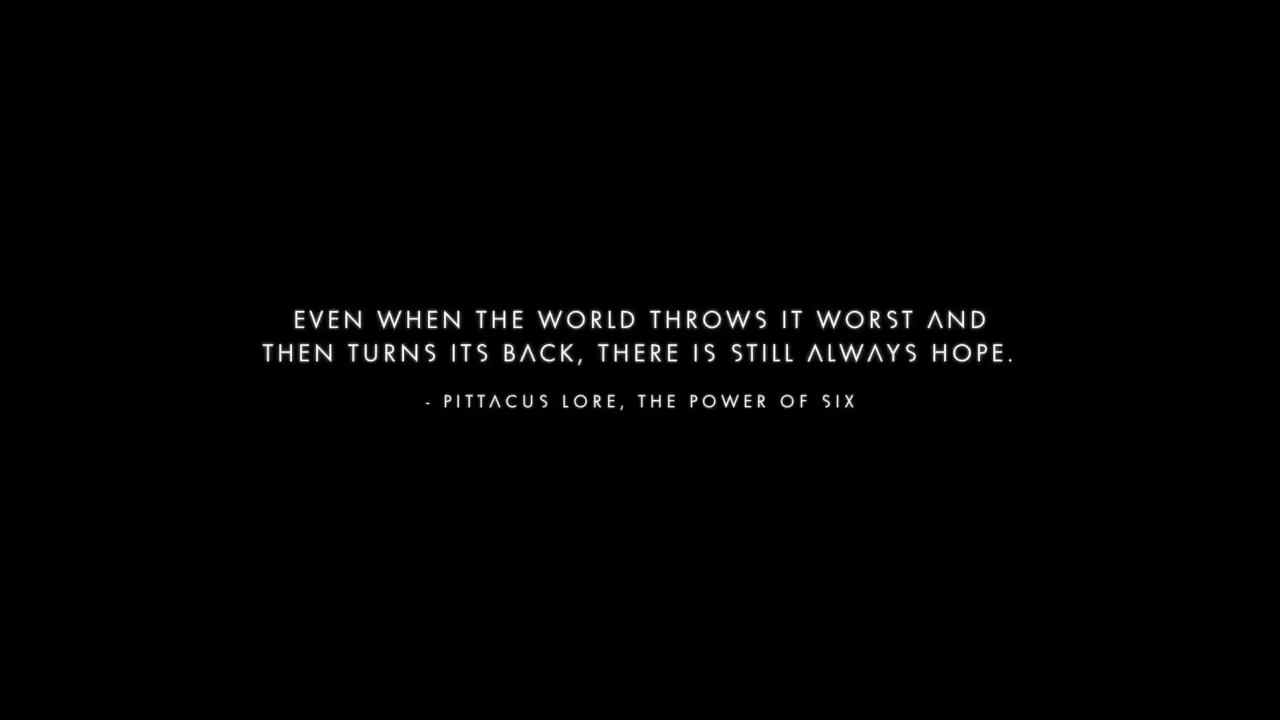 EVEN WHEN THE WORLD THROWS IT WORST AND
THEN TURNS ITS BACK, THERE IS STILL ALWAYS HOPE.
- PITTACUS LORE, THE POWER OF SIX